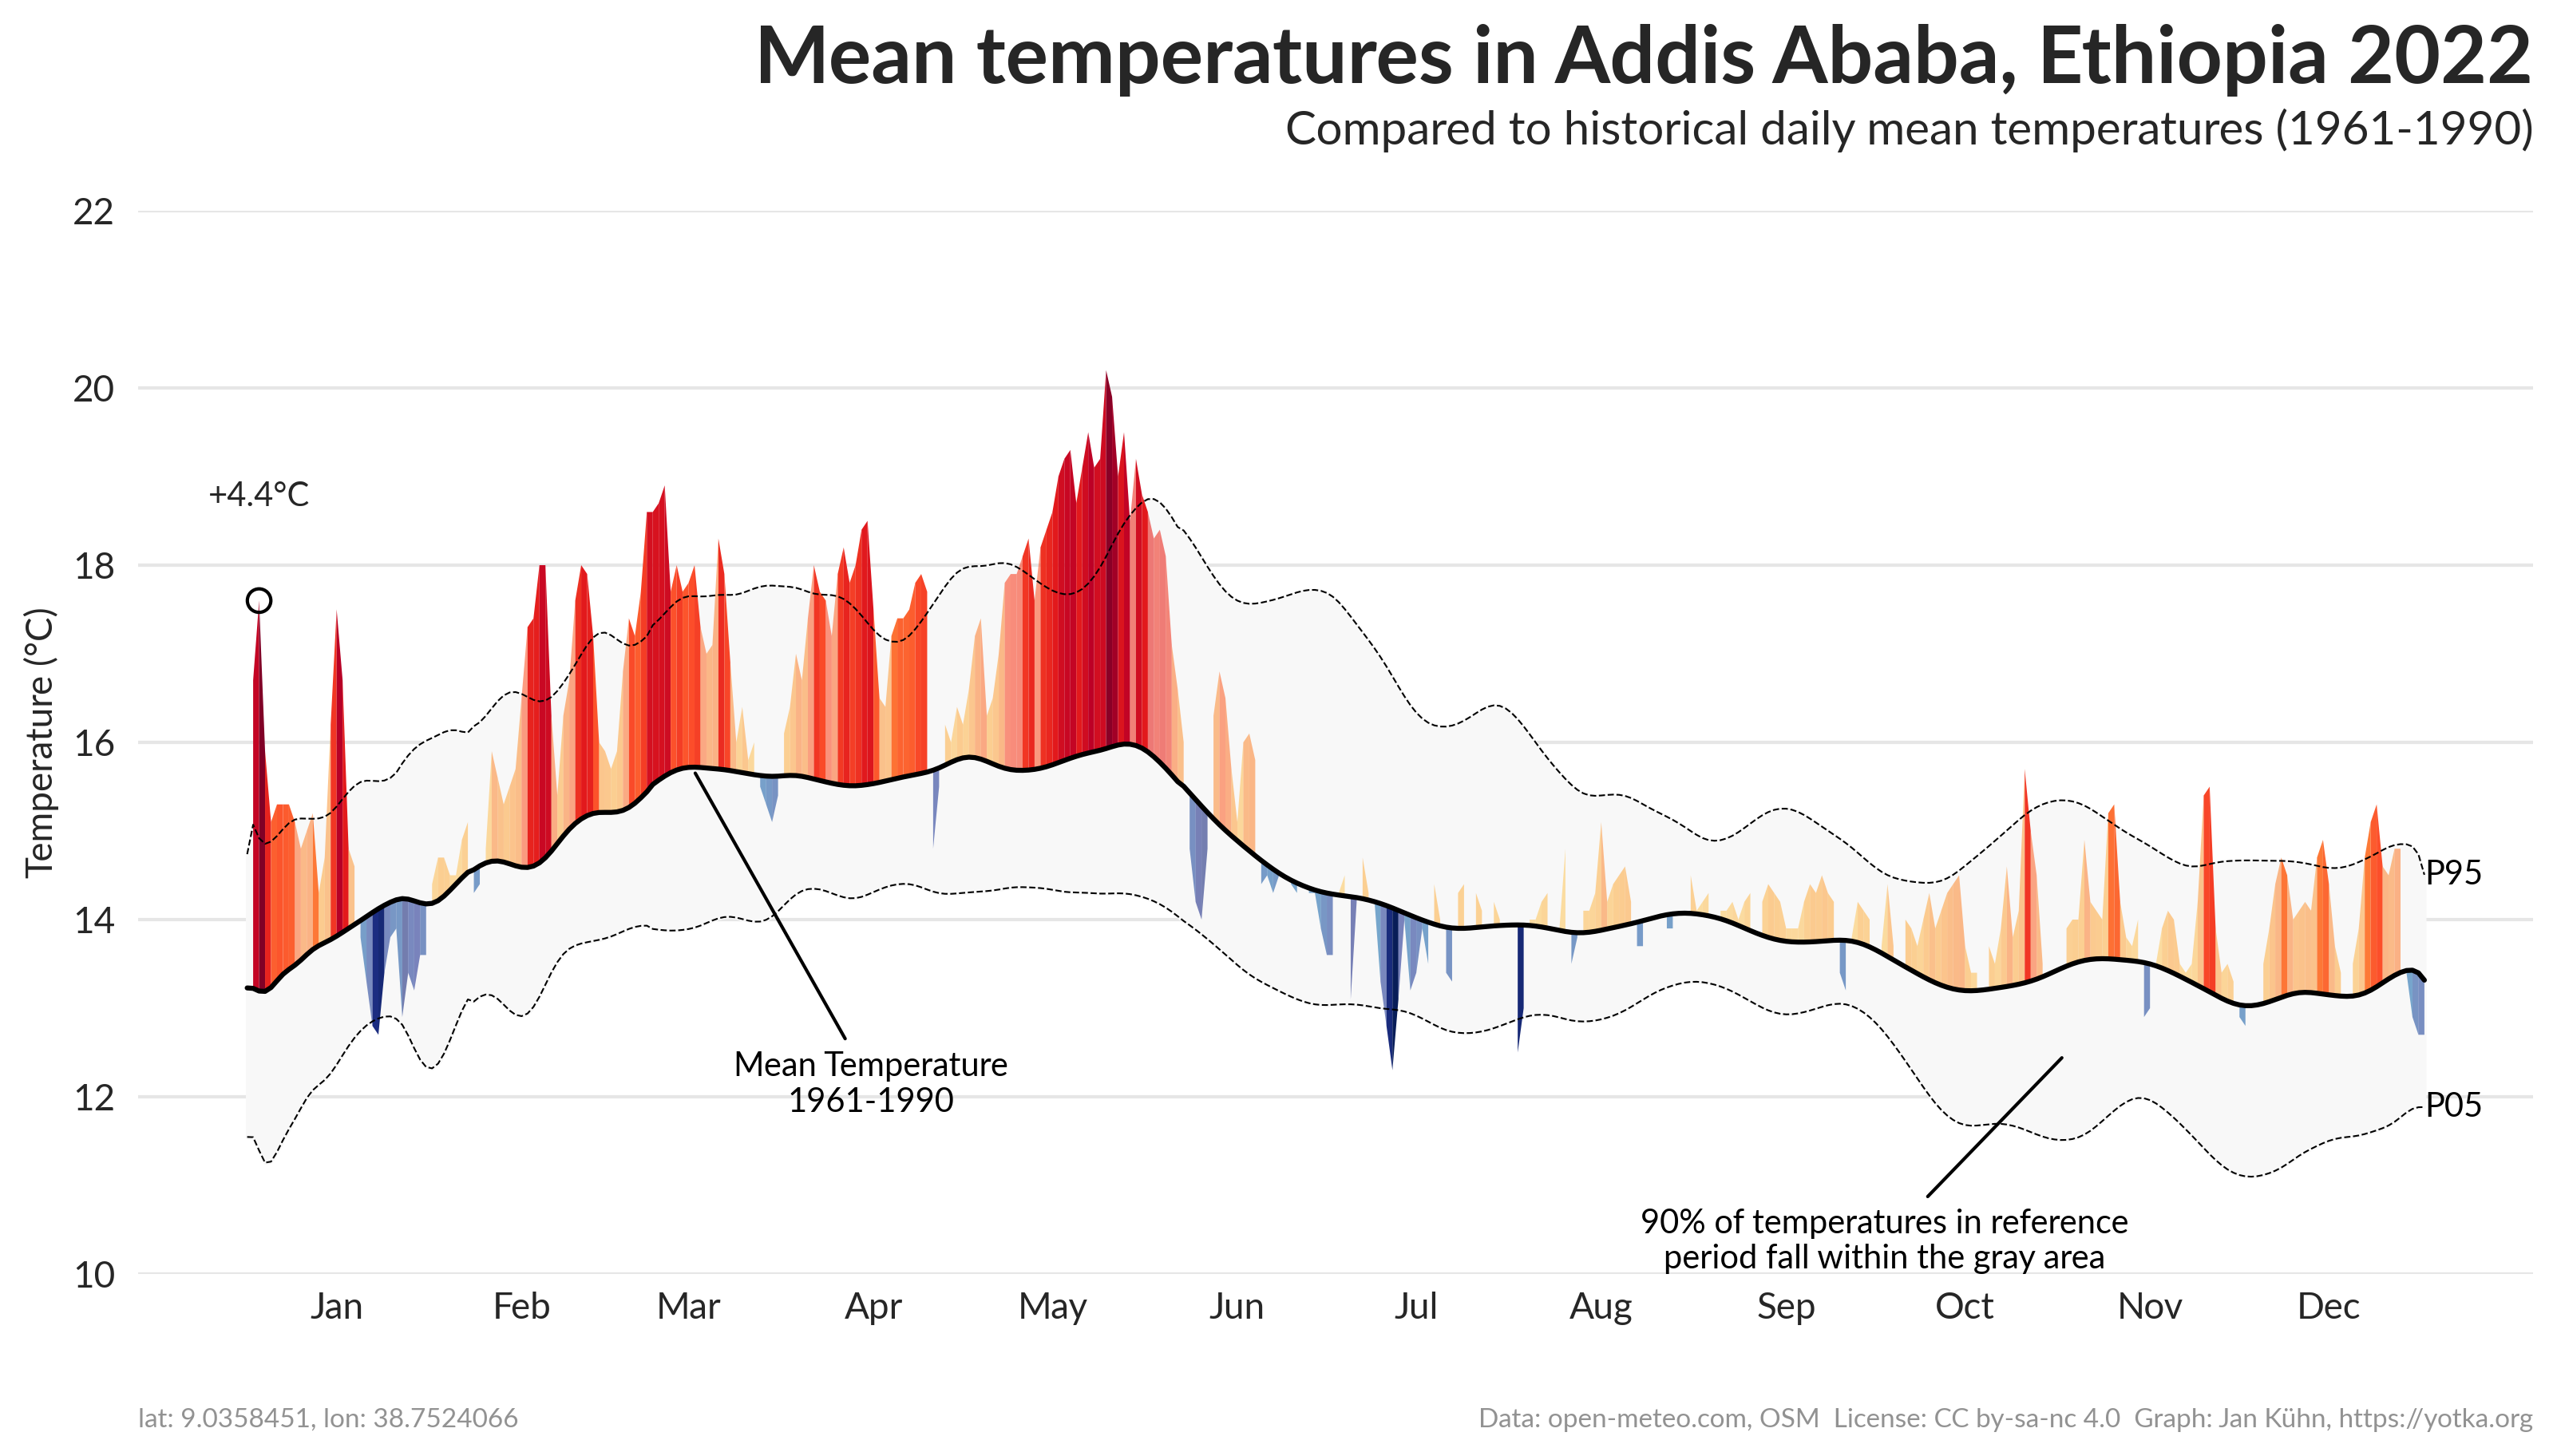 Mean temperatures in Addis Ababa, Ethiopia 2022
Compared to historical daily mean temperatures (1961-1990)
22
20
+4.4°C
18
16
Temperature (°C)
P95
14
Mean Temperature
1961-1990
12
P05
90% of temperatures in reference
period fall within the gray area
10
Jan Feb Mar Apr May Jun Jul Aug Sep Oct Nov Dec
lat: 9.0358451, lon: 38.7524066
Data: open-meteo.com, OSM License: CC by-sa-nc 4.0 Graph: Jan Kühn, https://yotka.org